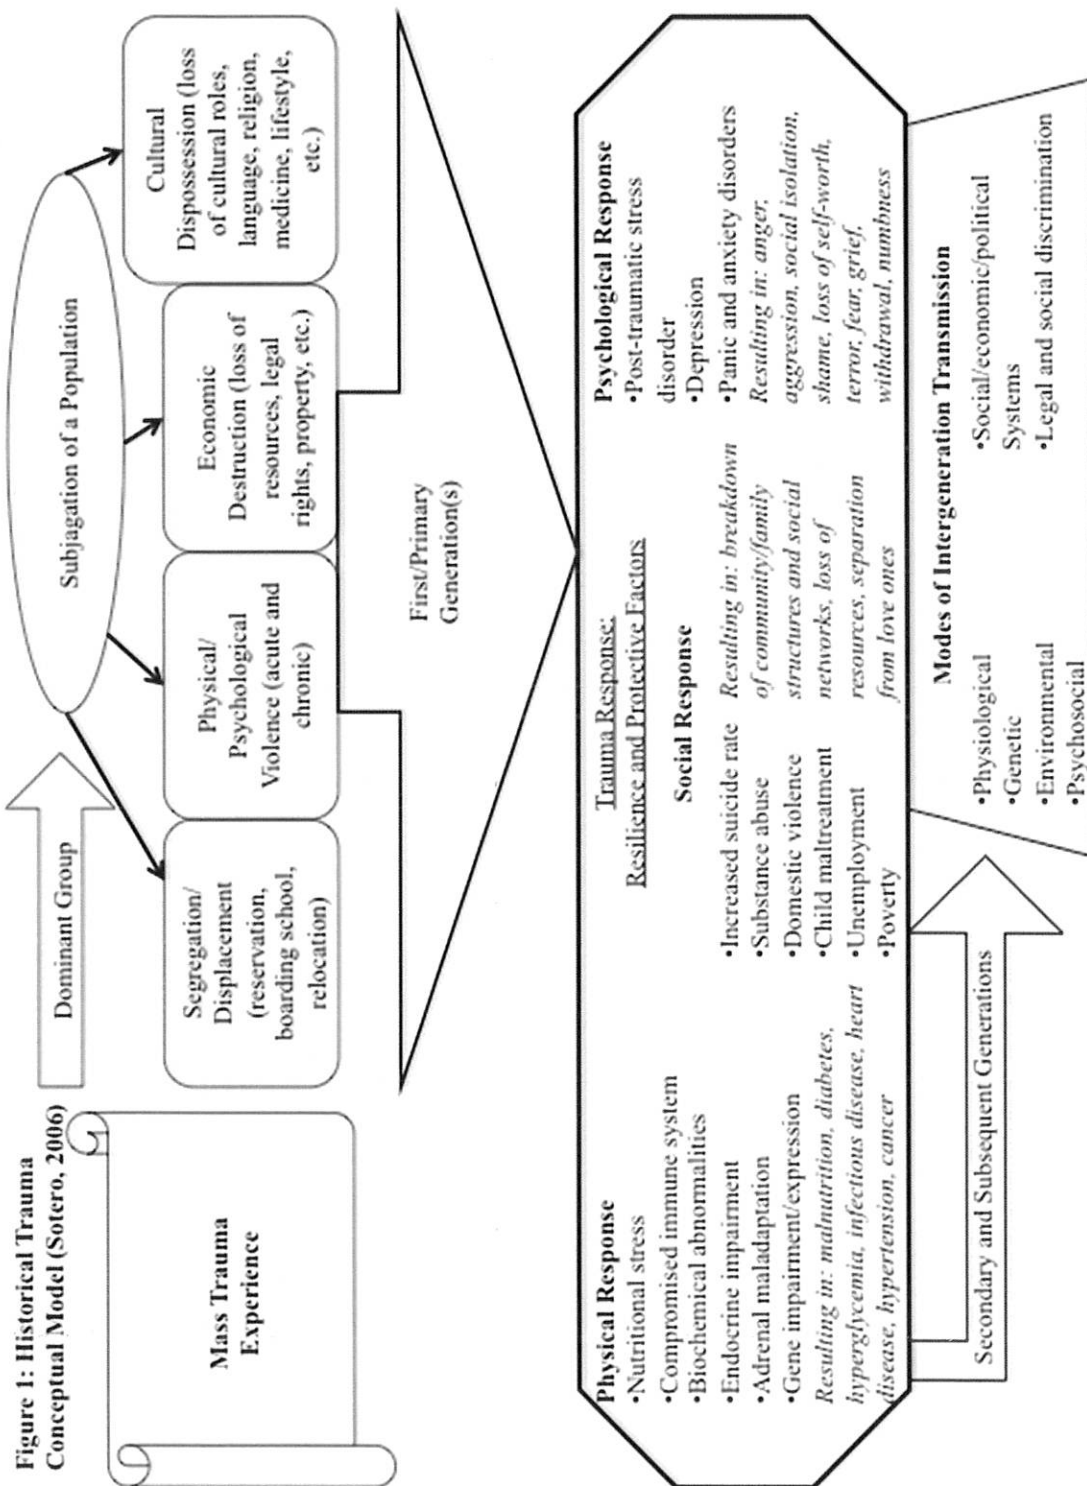 Figure 1: Historical Trauma
Conceptual Model (Sotero, 2006)
Mass Trauma
Experience
Dominant Group
Subjagation of a Population
Segregation/
Displacement
(reservation,
boarding school,
relocation)
Physical/
Psychological
Violence (acute and
chronic)
Economic
Destruction (loss of
resources, legal
rights, property, etc.)
Cultural
Dispossession (loss
of cultural roles,
language, religion,
medicine, lifestyle,
etc.)
First/Primary
Generation(s)
Trauma Response:
Resilience and Protective Factors
Physical Response
•Nutritional stress
•Compromised immune system
•Biochemical abnormalities
•Endocrine impairment
•Adrenal maladaptation
•Gene impairment/expression
Resulting in: malnutrition, diabetes,
hyperglycemia, infectious disease, heart
disease, hypertension, cancer
Social Response
•Increased suicide rate
•Substance abuse
•Domestic violence
•Child maltreatment
•Unemployment
•Poverty
Resulting in: breakdown
of community/family
structures and social
networks, loss of
resources, separation
from love ones
Psychological Response
•Post-traumatic stress
disorder
•Depression
•Panic and anxiety disorders
Resulting in: anger,
aggression, social isolation,
shame, loss of self-worth,
terror, fear, grief,
withdrawal, numbness
Secondary and Subsequent Generations
Modes of Intergeneration Transmission
•Physiological
•Genetic
•Environmental
•Psychosocial
•Social/economic/political
Systems
•Legal and social discrimination